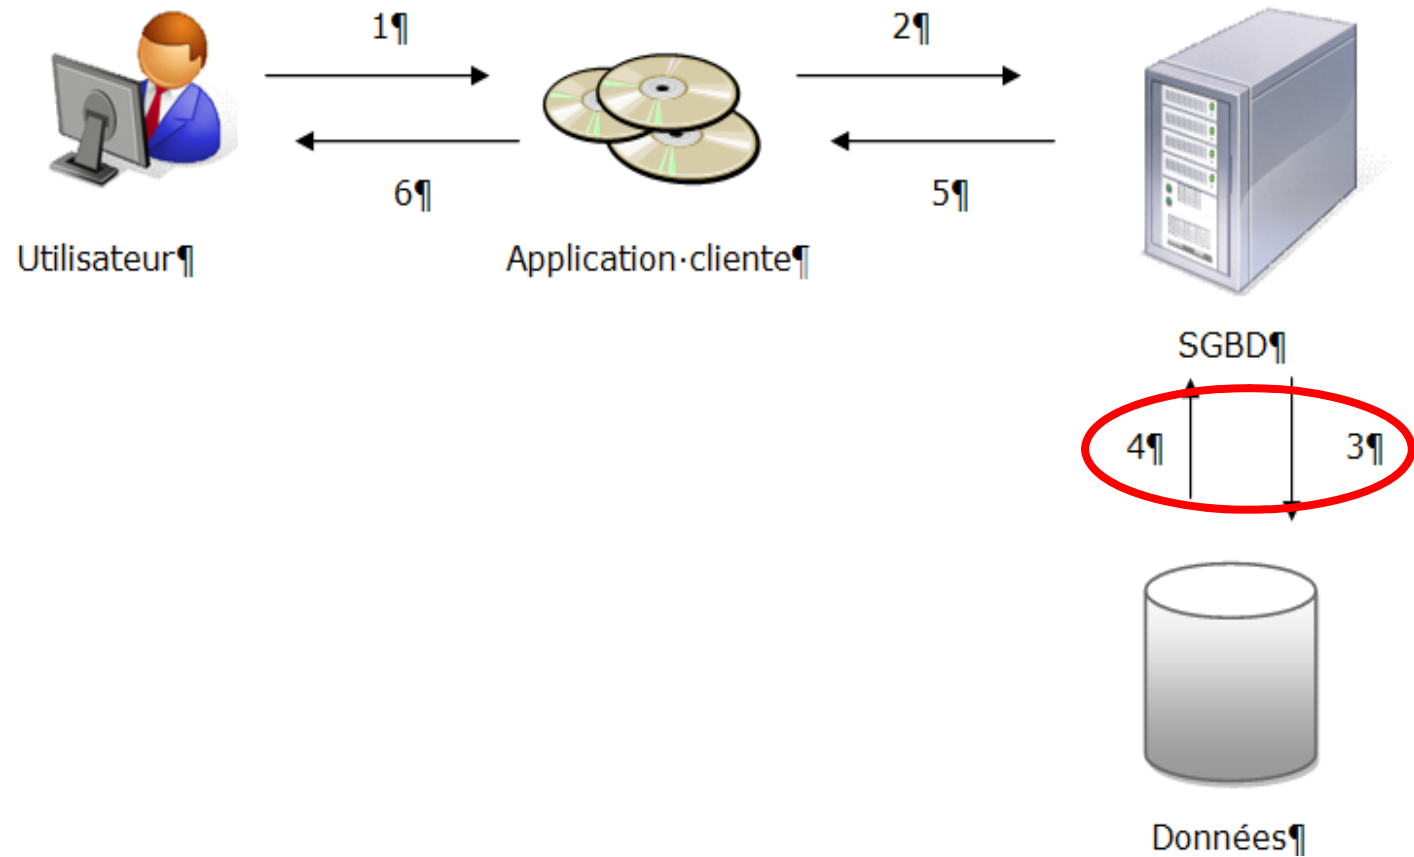 1¶
2¶
6¶
5¶
Utilisateur¶
Application·cliente¶
SGBD¶
4¶
3¶
Données¶